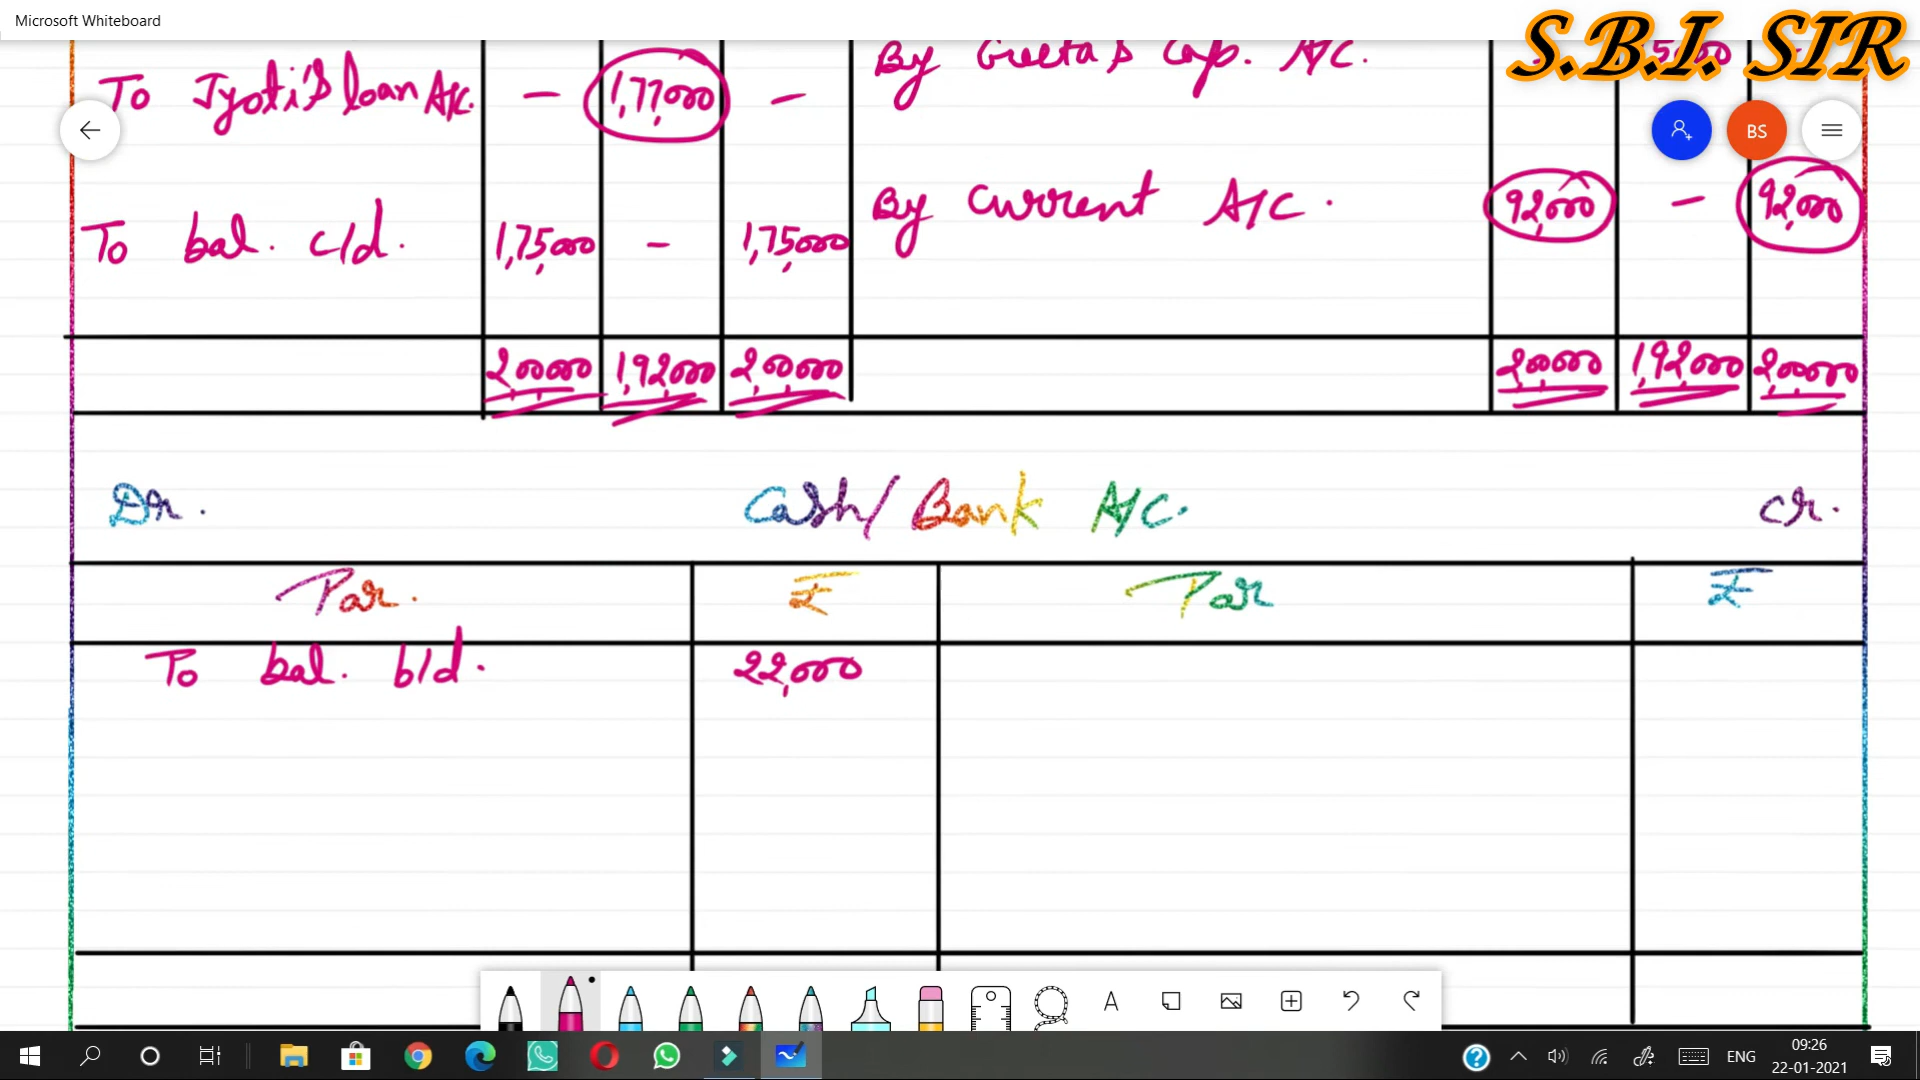 Microsoft Whiteboard
S.B.I. SIR
To Jyoti's loan A/c. - 1,77,000 - By Geeta's Cap. A/c.
BS
To bal. c/d. 1,75,000 - 1,75,000 By Current A/c. 92,000 - 92,000
2,00,000 1,92,000 2,00,000 2,00,000 1,92,000 2,00,000
Dr. Cash/Bank A/c. Cr.
Par. ₹ Par ₹
To bal. b/d. 22,000
A
ENG
09:26
22-01-2021